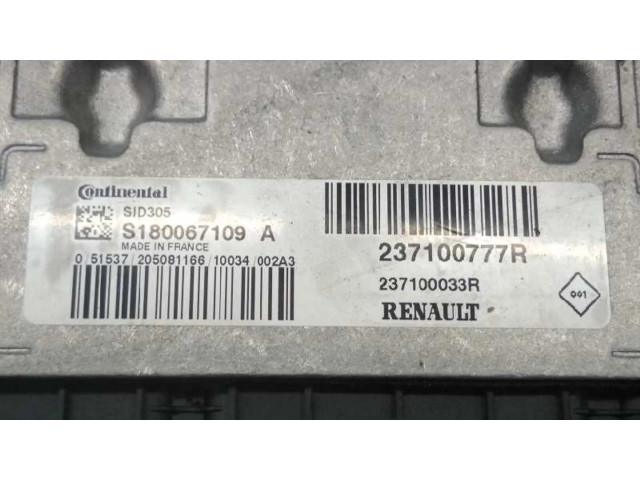 Continental
SID305
S180067109 A
MADE IN FRANCE
0 51537 / 205081166 / 10034 / 002A3
237100777R
237100033R
RENAULT
001